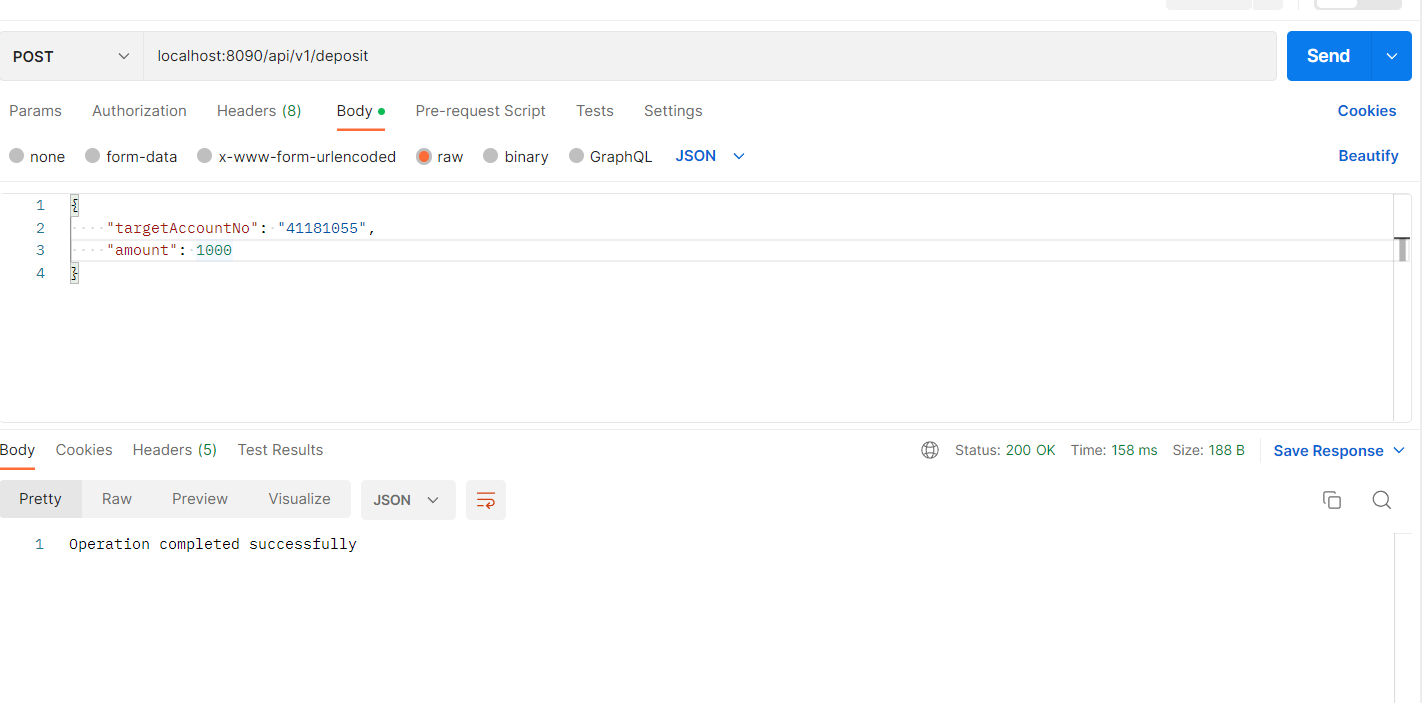 POST localhost:8090/api/v1/deposit Send
Params Authorization Headers (8) Body Pre-request Script Tests Settings Cookies
none form-data x-www-form-urlencoded raw binary GraphQL JSON Beautify
1 {
2 "targetAccountNo": "41181055",
3 "amount": 1000
4 }
Body Cookies Headers (5) Test Results Status: 200 OK Time: 158 ms Size: 188 B Save Response
Pretty Raw Preview Visualize JSON
1 Operation completed successfully